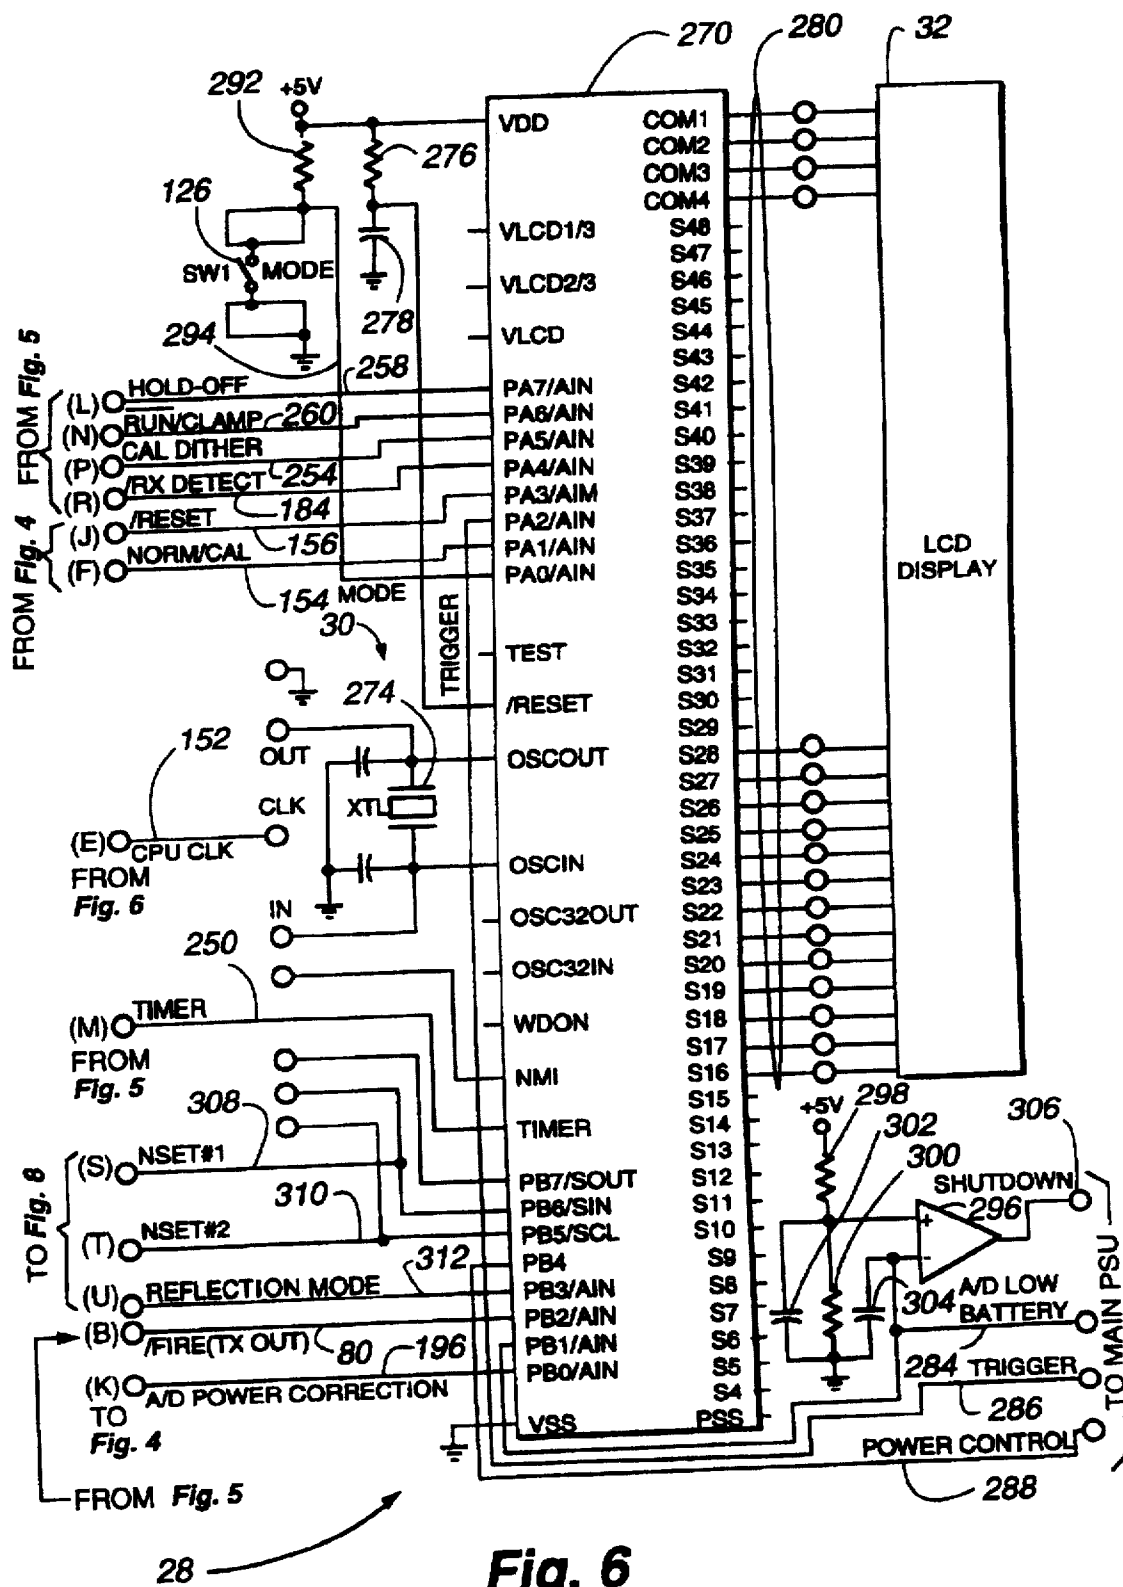 270
280
32
292
+5V
VDD
276
126
SW1
MODE
278
294
VLCD1/3
VLCD2/3
VLCD
COM1
COM2
COM3
COM4
S48
S47
S46
S45
S44
S43
S42
S41
S40
S39
S38
S37
S36
S35
S34
S33
S32
S31
S30
S29
S28
S27
S26
S25
S24
S23
S22
S21
S20
S19
S18
S17
S16
S15
S14
S13
S12
S11
S10
S9
S8
S7
S6
S5
S4
PSS
LCD
DISPLAY
FROM Fig. 5
(L) HOLD-OFF 258 PA7/AIN
(N) RUN/CLAMP 260 PA6/AIN
(P) CAL DITHER 254 PA5/AIN
(R) /RX DETECT 184 PA4/AIN
FROM Fig. 4
(J) /RESET 156 PA3/AIM
PA2/AIN
(F) NORM/CAL 154 PA1/AIN
MODE PA0/AIN
30
TRIGGER
TEST
274
/RESET
152
OUT
OSCOUT
CLK
XTL
(E) CPU CLK
FROM
Fig. 6
OSCIN
IN
OSC32OUT
250
OSC32IN
(M) TIMER
WDON
FROM
Fig. 5
NMI
308
TIMER
TO Fig. 8
(S) NSET#1
PB7/SOUT
310
PB6/SIN
(T) NSET#2
PB5/SCL
312
PB4
(U) REFLECTION MODE
PB3/AIN
(B) /FIRE(TX OUT) 80
PB2/AIN
196
PB1/AIN
(K) A/D POWER CORRECTION
PB0/AIN
TO
Fig. 4
VSS
FROM Fig. 5
28
+5V
298
302
300
306
SHUTDOWN
296
+
−
304
A/D LOW
BATTERY
284
TRIGGER
286
POWER CONTROL
288
TO MAIN PSU
Fig. 6